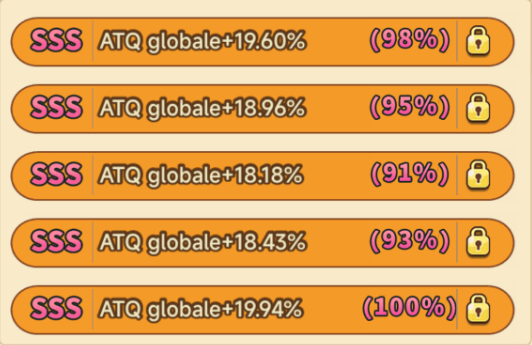 SSS ATQ globale+19.60% (98%)
SSS ATQ globale+18.96% (95%)
SSS ATQ globale+18.18% (91%)
SSS ATQ globale+18.43% (93%)
SSS ATQ globale+19.94% (100%)